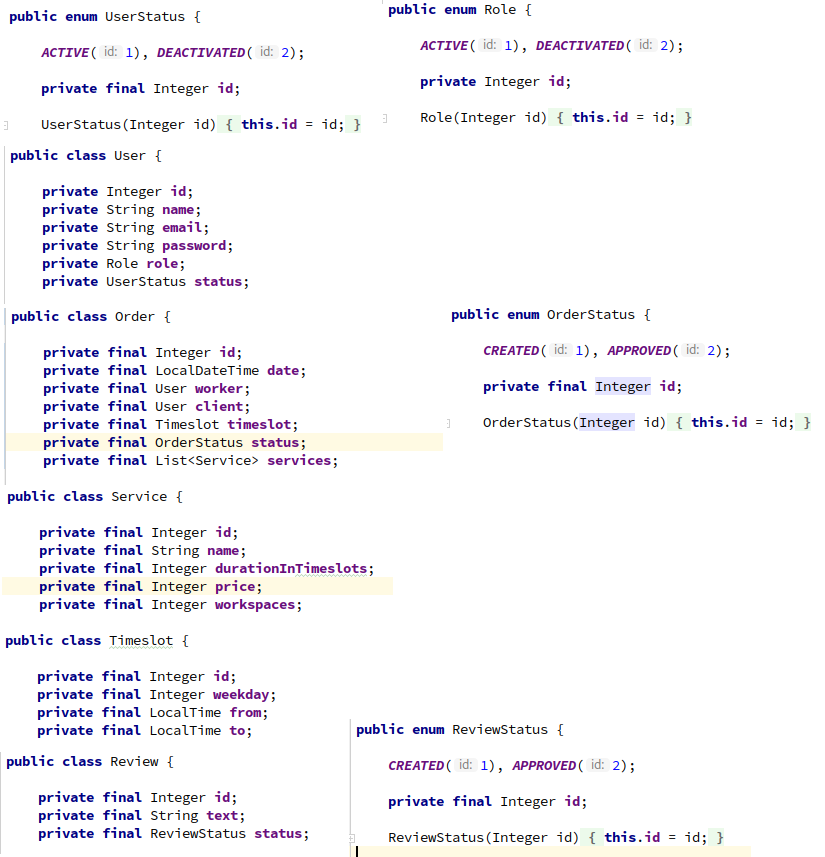 public enum UserStatus {
ACTIVE( id: 1), DEACTIVATED( id: 2);
private final Integer id;
UserStatus(Integer id) { this.id = id; }
public enum Role {
ACTIVE( id: 1), DEACTIVATED( id: 2);
private Integer id;
Role(Integer id) { this.id = id; }
public class User {
private Integer id;
private String name;
private String email;
private String password;
private Role role;
private UserStatus status;
public class Order {
private final Integer id;
private final LocalDateTime date;
private final User worker;
private final User client;
private final Timeslot timeslot;
private final OrderStatus status;
private final List<Service> services;
public enum OrderStatus {
CREATED( id: 1), APPROVED( id: 2);
private final Integer id;
OrderStatus(Integer id) { this.id = id; }
public class Service {
private final Integer id;
private final String name;
private final Integer durationInTimeslots;
private final Integer price;
private final Integer workspaces;
public class Timeslot {
private final Integer id;
private final Integer weekday;
private final LocalTime from;
private final LocalTime to;
public class Review {
private final Integer id;
private final String text;
private final ReviewStatus status;
public enum ReviewStatus {
CREATED( id: 1), APPROVED( id: 2);
private final Integer id;
ReviewStatus(Integer id) { this.id = id; }